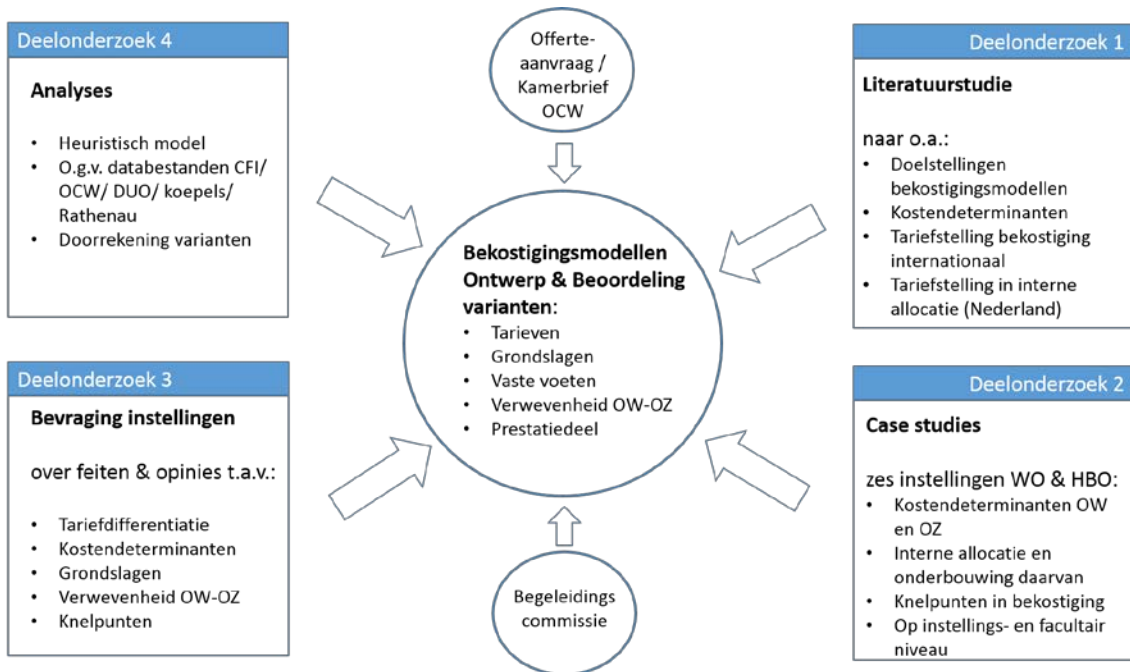 Deelonderzoek 4
Analyses
• Heuristisch model
• O.g.v. databestanden CFI/
OCW/ DUO/ koepels/
Rathenau
• Doorrekening varianten
Offerte-
aanvraag /
Kamerbrief
OCW
Deelonderzoek 1
Literatuurstudie
naar o.a.:
• Doelstellingen
bekostigingsmodellen
• Kostendeterminanten
• Tariefstelling bekostiging
internationaal
• Tariefstelling in interne
allocatie (Nederland)
Bekostigingsmodellen
Ontwerp & Beoordeling
varianten:
• Tarieven
• Grondslagen
• Vaste voeten
• Verwevenheid OW-OZ
• Prestatiedeel
Deelonderzoek 3
Bevraging instellingen
over feiten & opinies t.a.v.:
• Tariefdifferentiatie
• Kostendeterminanten
• Grondslagen
• Verwevenheid OW-OZ
• Knelpunten
Begeleidings
commissie
Deelonderzoek 2
Case studies
zes instellingen WO & HBO:
• Kostendeterminanten OW
en OZ
• Interne allocatie en
onderbouwing daarvan
• Knelpunten in bekostiging
• Op instellings- en facultair
niveau